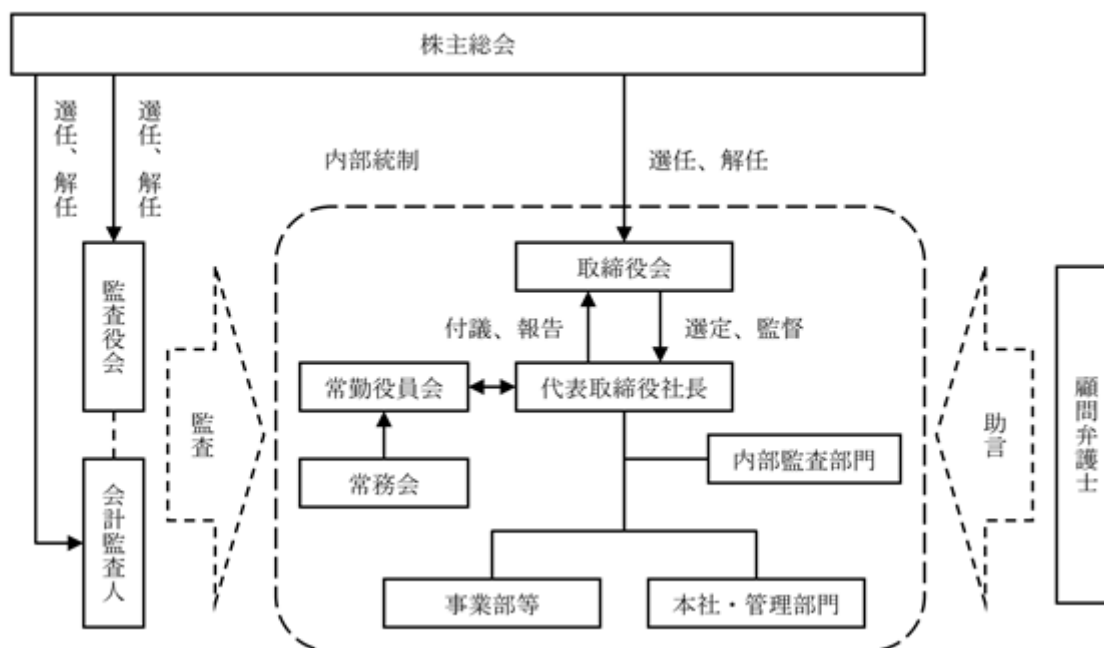 株主総会
選任、解任
選任、解任
内部統制
選任、解任
取締役会
監査役会
付議、報告
選定、監督
常勤役員会
代表取締役社長
監査
助言
顧問弁護士
内部監査部門
常務会
会計監査人
事業部等
本社・管理部門